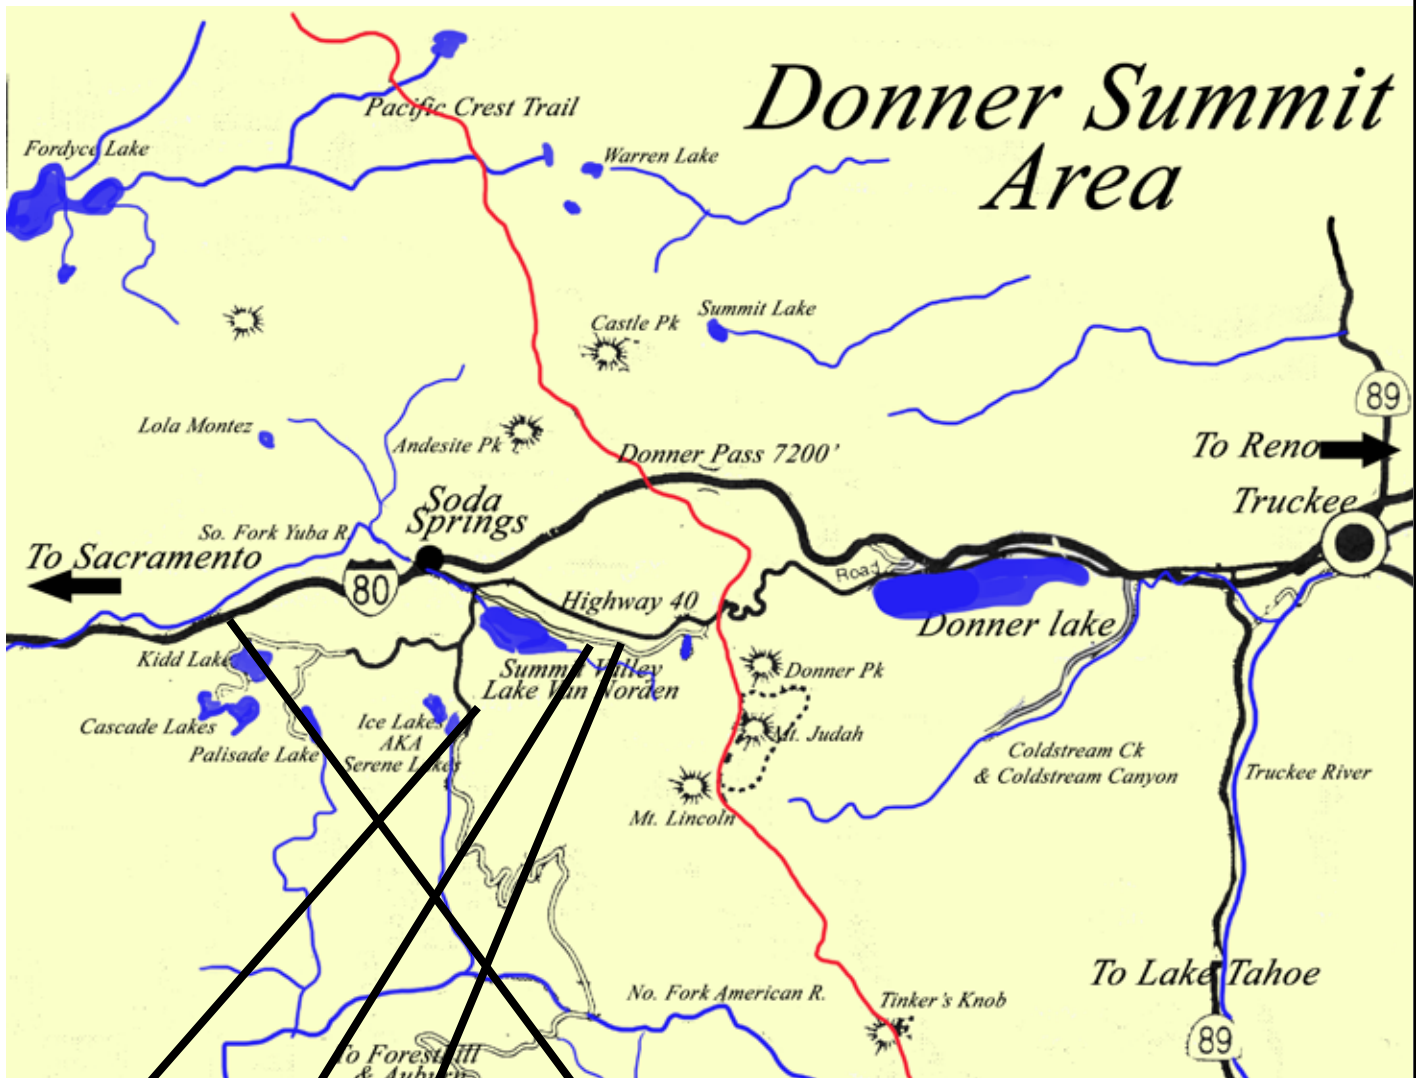 Donner Summit
Area
Pacific Crest Trail
Fordyce Lake
Warren Lake
Castle Pk
Summit Lake
89
Lola Montez
Andesite Pk
Donner Pass 7200’
To Reno
Truckee
Soda
Springs
So. Fork Yuba R.
To Sacramento
80
Road
Highway 40
Donner lake
Kidd Lake
Summit Valley
Lake Van Norden
Donner Pk
Cascade Lakes
Palisade Lake
Ice Lakes
AKA
Serene Lakes
Mt. Judah
Coldstream Ck
& Coldstream Canyon
Truckee River
Mt. Lincoln
To Lake Tahoe
No. Fork American R.
Tinker’s Knob
89
To Foresthill
& Auburn